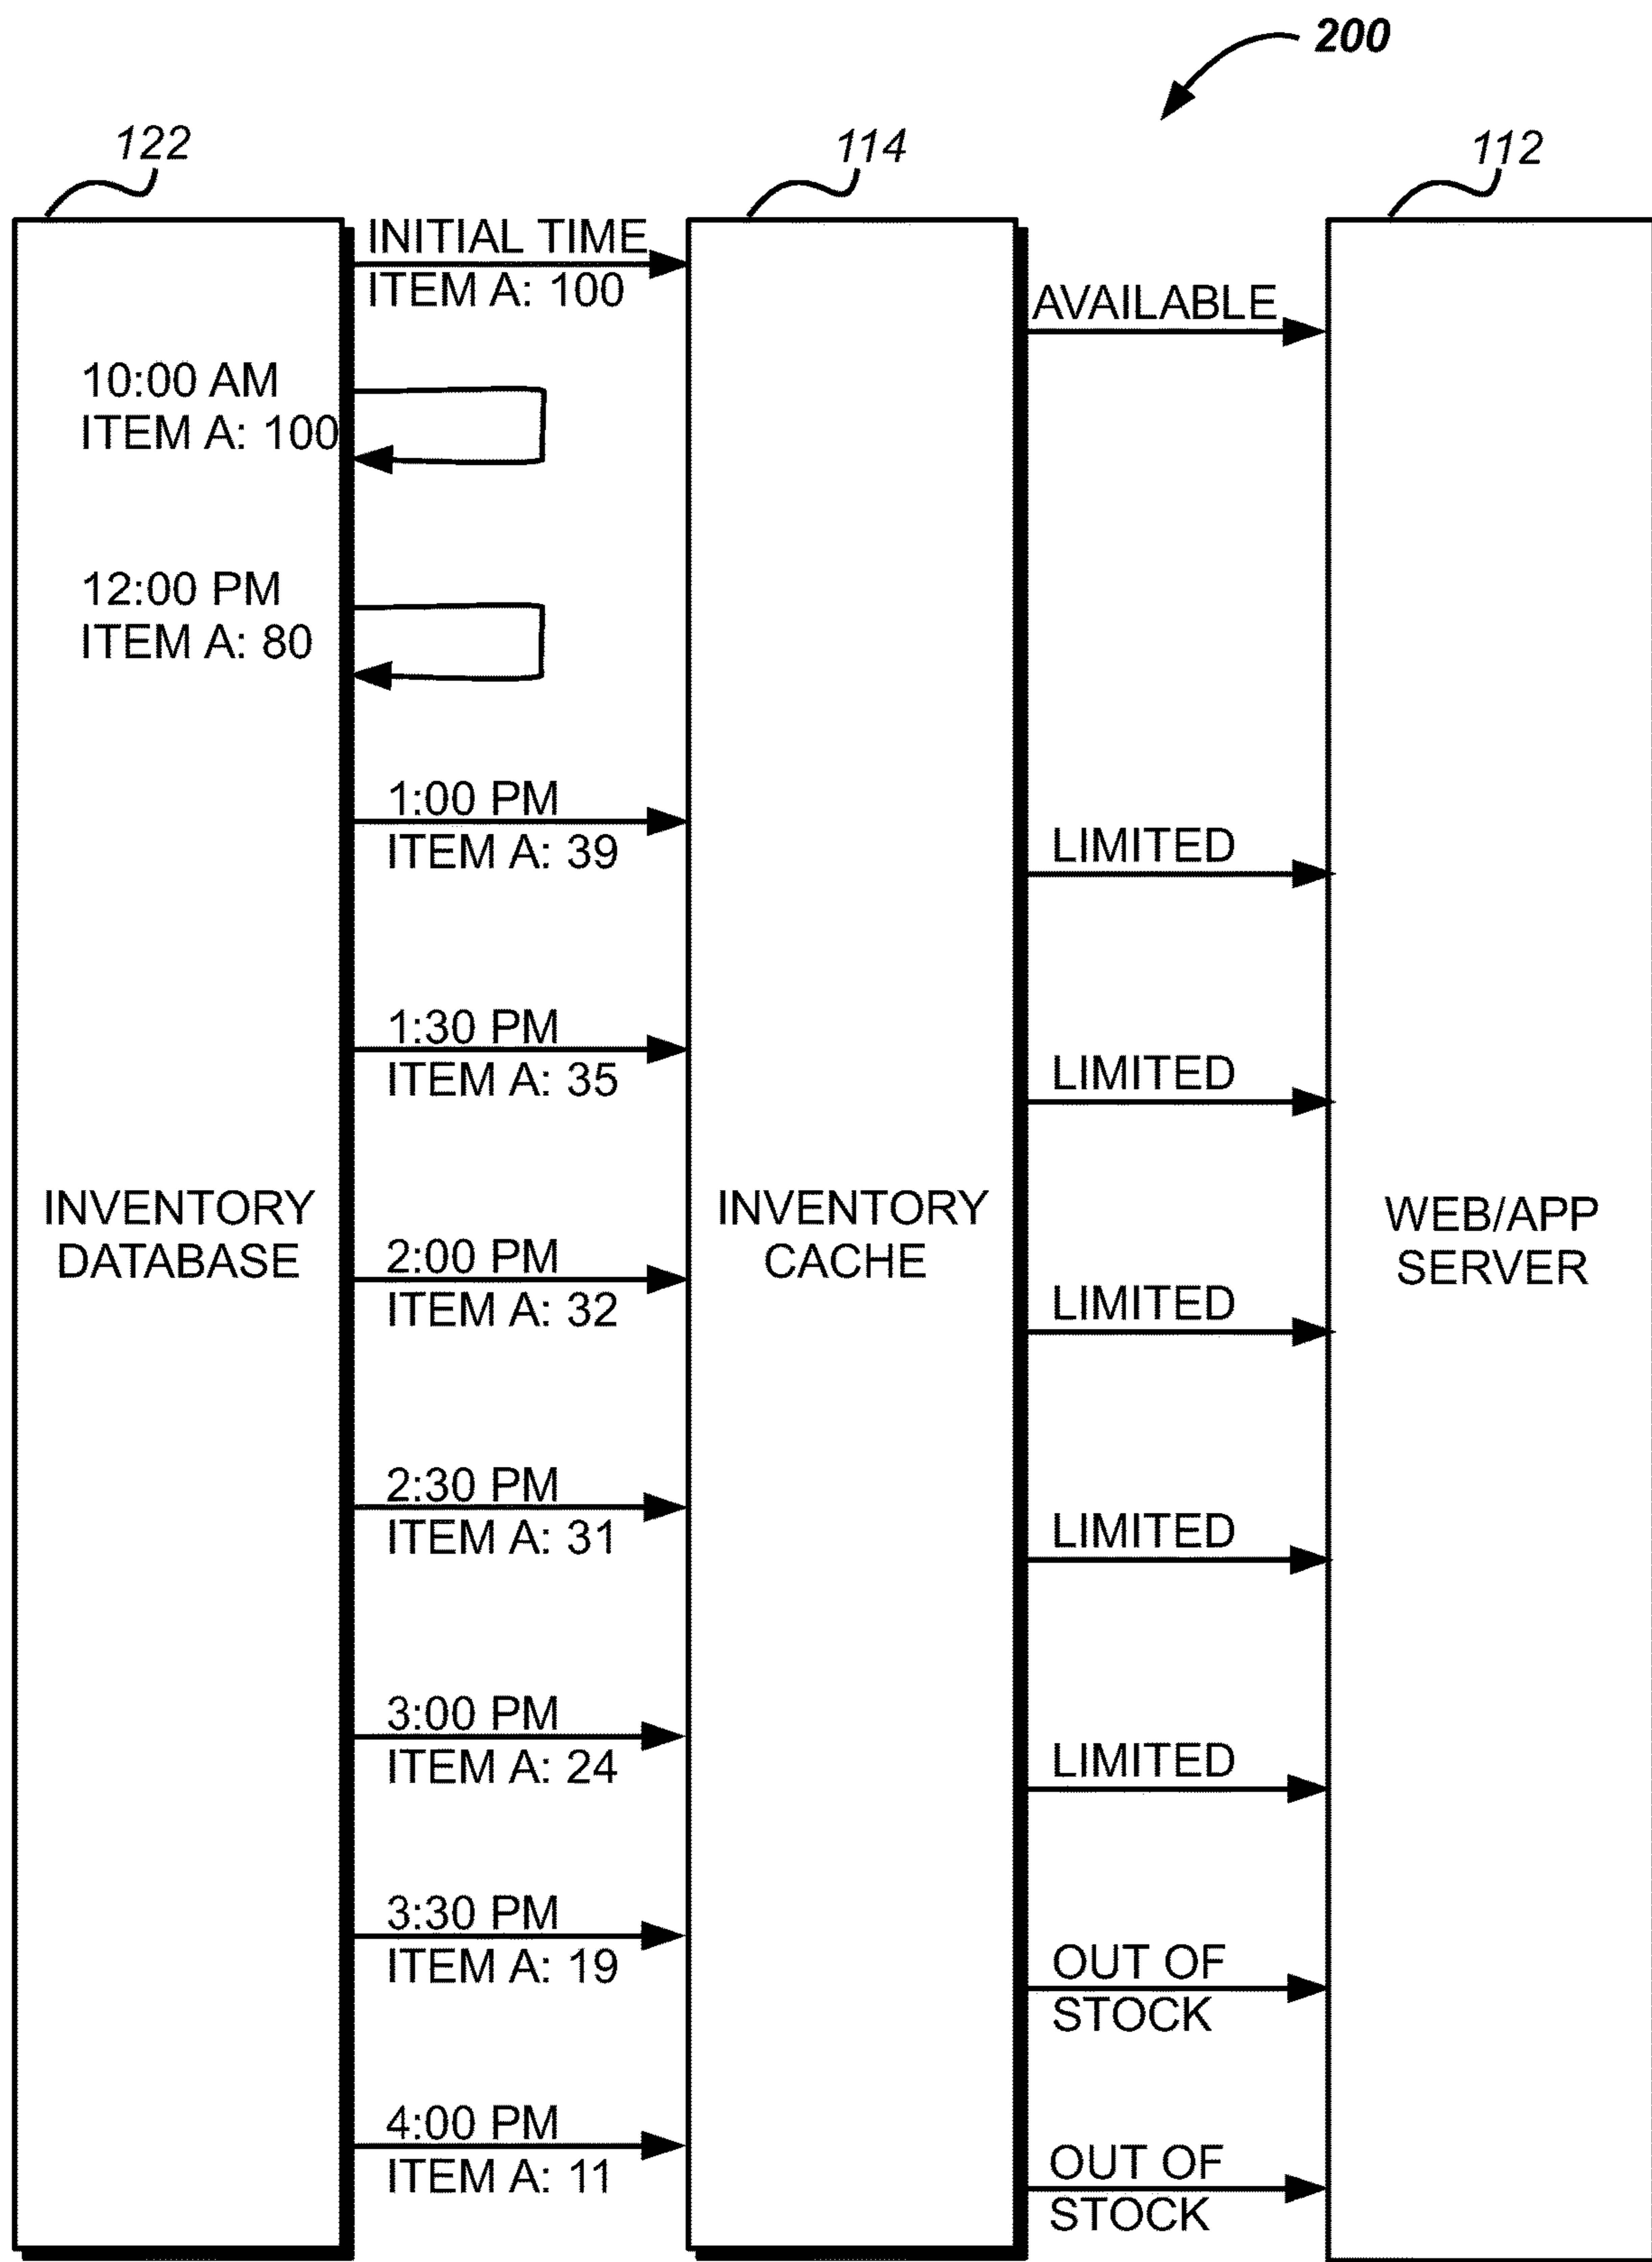 200
122
114
112
INITIAL TIME
ITEM A: 100
AVAILABLE
10:00 AM
ITEM A: 100
12:00 PM
ITEM A: 80
1:00 PM
ITEM A: 39
LIMITED
1:30 PM
ITEM A: 35
LIMITED
INVENTORY
DATABASE
INVENTORY
CACHE
WEB/APP
SERVER
2:00 PM
ITEM A: 32
LIMITED
2:30 PM
ITEM A: 31
LIMITED
3:00 PM
ITEM A: 24
LIMITED
3:30 PM
ITEM A: 19
OUT OF
STOCK
4:00 PM
ITEM A: 11
OUT OF
STOCK